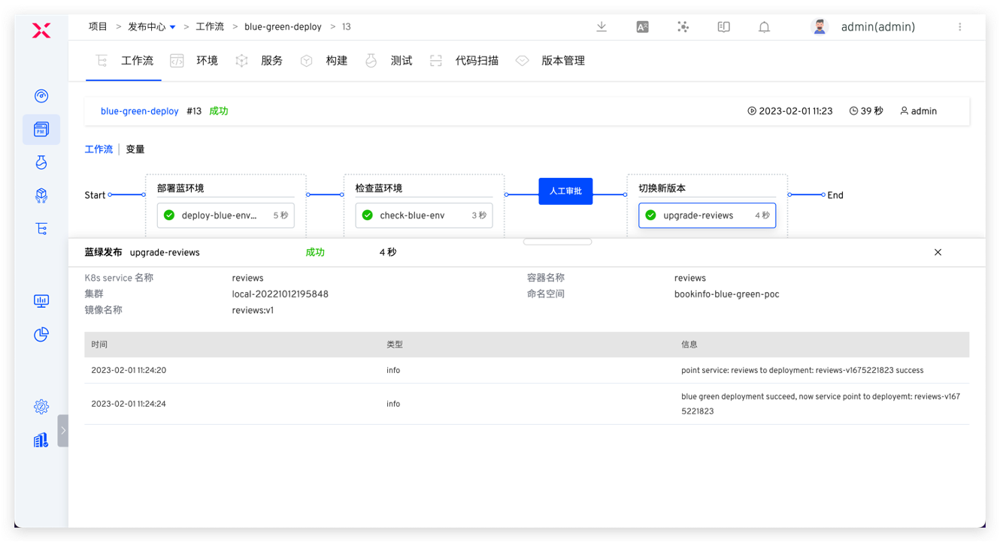 项目 > 发布中心 > 工作流 > blue-green-deploy > 13
admin(admin)
工作流 环境 服务 构建 测试 代码扫描 版本管理
blue-green-deploy #13 成功 2023-02-01 11:23 39 秒 admin
工作流 变量
Start
部署蓝环境
deploy-blue-env... 5 秒
检查蓝环境
check-blue-env 3 秒
人工审批
切换新版本
upgrade-reviews 4 秒
End
蓝绿发布 upgrade-reviews 成功 4 秒
K8s service 名称 reviews 容器名称 reviews
集群 local-20221012195848 命名空间 bookinfo-blue-green-poc
镜像名称 reviews:v1
时间 类型 信息
2023-02-01 11:24:20 info point service: reviews to deployment: reviews-v1675221823 success
2023-02-01 11:24:24 info blue green deployment succeed, now service point to deployemt: reviews-v167
5221823